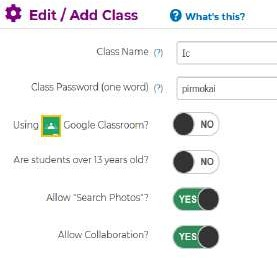 Edit / Add Class What's this?
Class Name (?) 1c
Class Password (one word) (?) pirmokai
Using Google Classroom? NO
Are students over 13 years old? NO
Allow "Search Photos"? YES
Allow Collaboration? YES